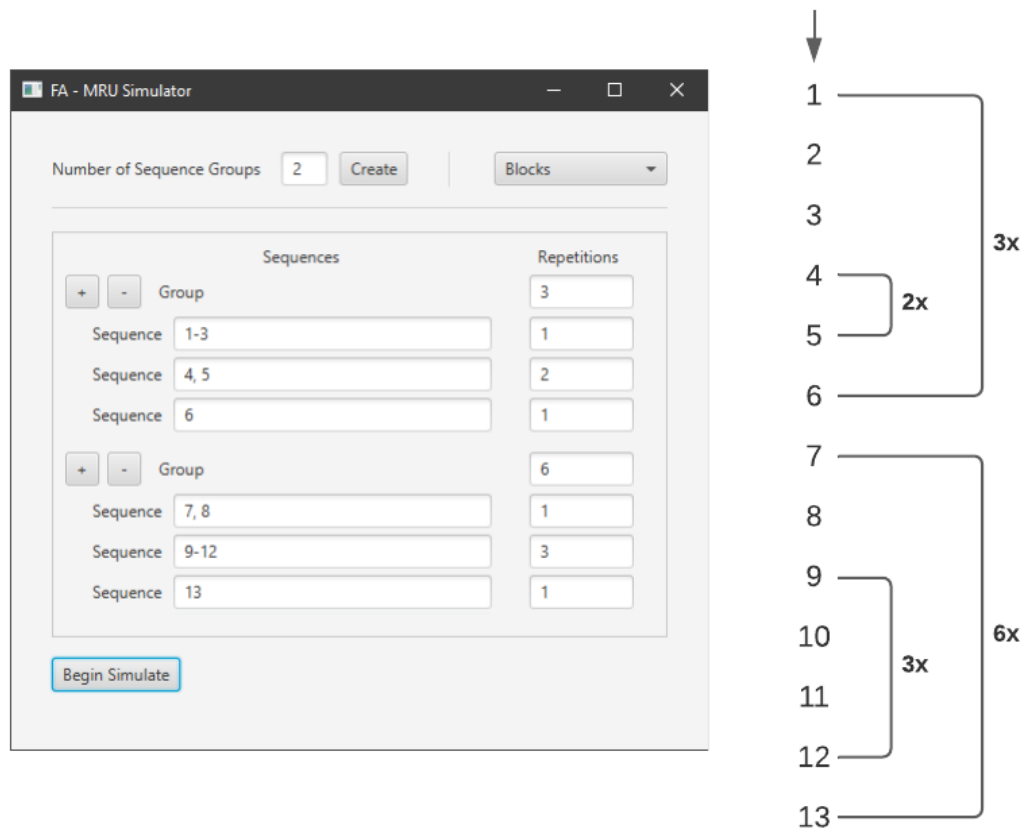 FA - MRU Simulator
Number of Sequence Groups 2 Create Blocks
Sequences Repetitions
+ - Group 3
Sequence 1-3 1
Sequence 4, 5 2
Sequence 6 1
+ - Group 6
Sequence 7, 8 1
Sequence 9-12 3
Sequence 13 1
Begin Simulate
1
2
3
3x
4
2x
5
6
7
8
9
10
6x
3x
11
12
13